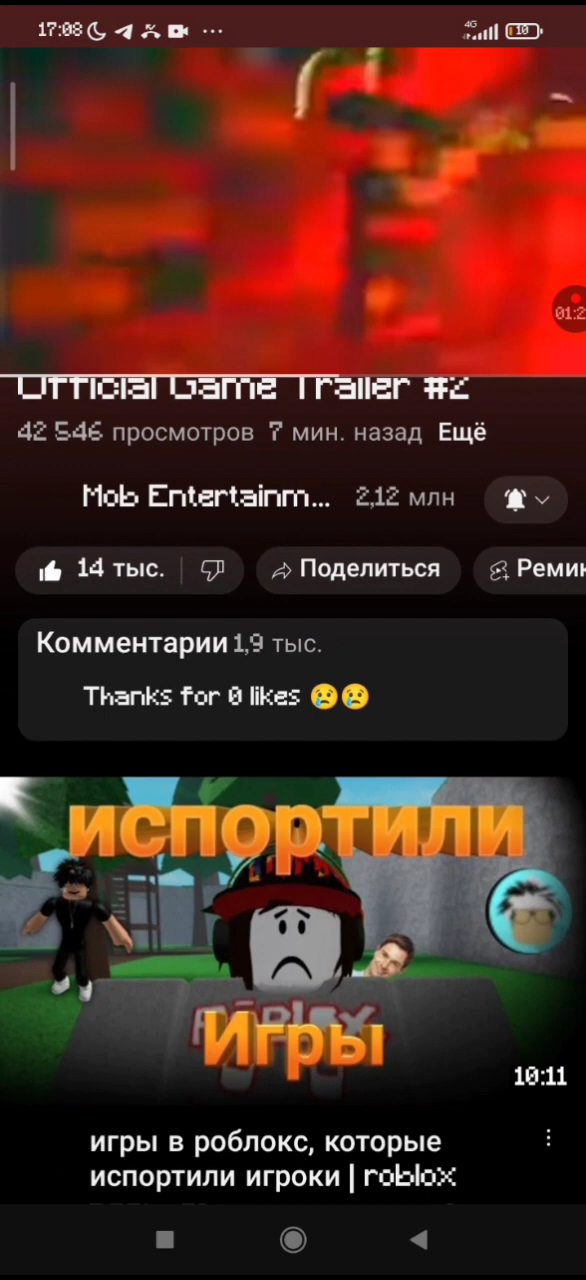 17:08
4G
10
01:2
Official Game Trailer #2
42 546 просмотров 7 мин. назад Ещё
Mob Entertainm... 2,12 млн
14 тыс.
Поделиться
Реми
Комментарии 1,9 тыс.
Thanks for 0 likes 😢😢
испортили
ROBLOX
Игры
10:11
игры в роблокс, которые
испортили игроки | roblox